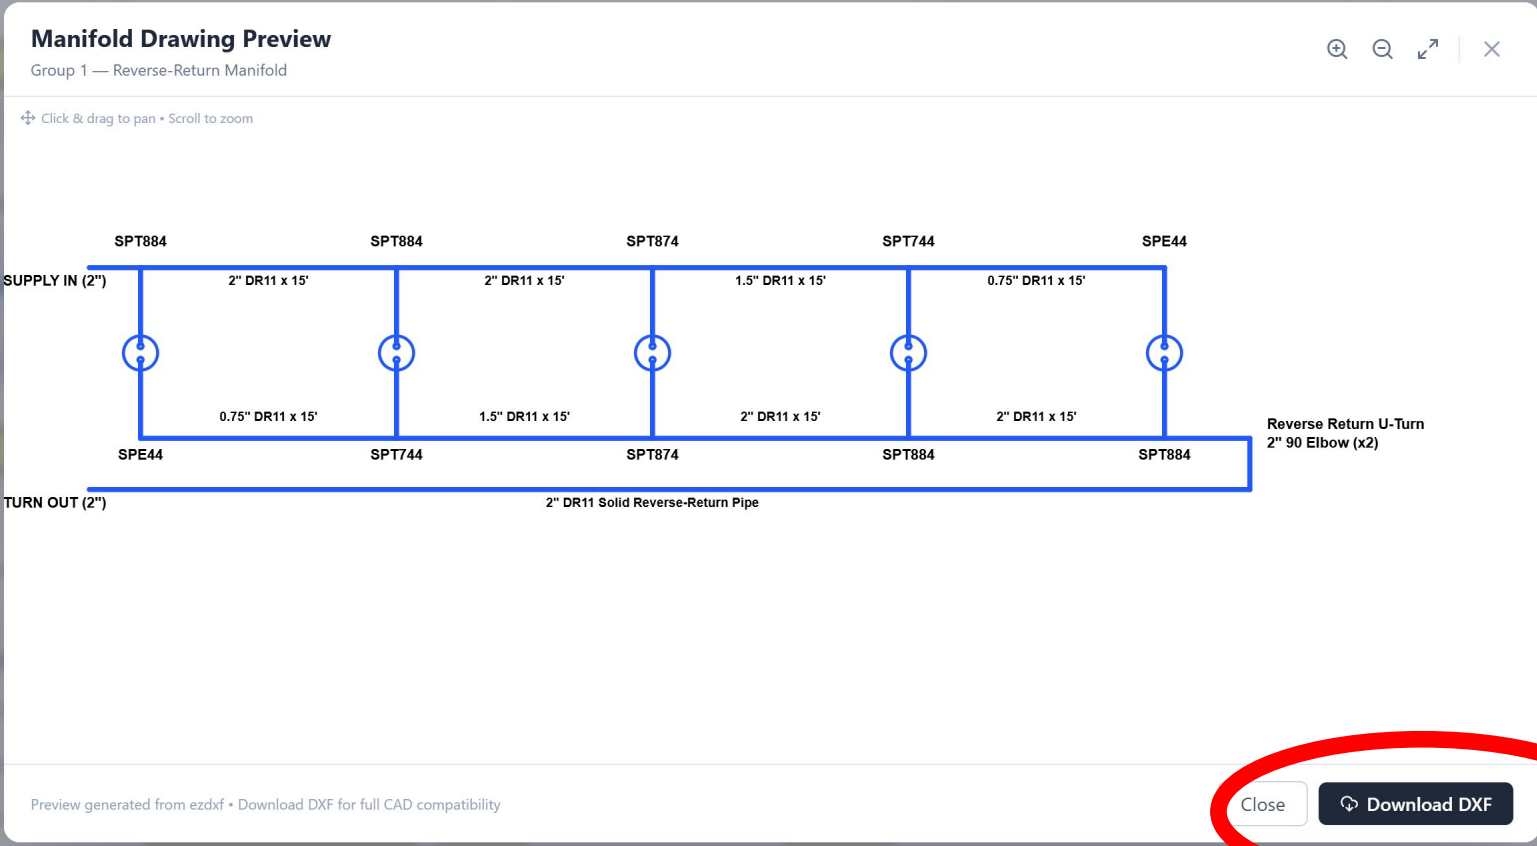 Manifold Drawing Preview
Group 1 — Reverse-Return Manifold
Click & drag to pan • Scroll to zoom
SPT884 SPT884 SPT874 SPT744 SPE44
SUPPLY IN (2") 2" DR11 x 15' 2" DR11 x 15' 1.5" DR11 x 15' 0.75" DR11 x 15'
0.75" DR11 x 15' 1.5" DR11 x 15' 2" DR11 x 15' 2" DR11 x 15'
Reverse Return U-Turn
2" 90 Elbow (x2)
SPE44 SPT744 SPT874 SPT884 SPT884
TURN OUT (2") 2" DR11 Solid Reverse-Return Pipe
Preview generated from ezdxf • Download DXF for full CAD compatibility
Close Download DXF